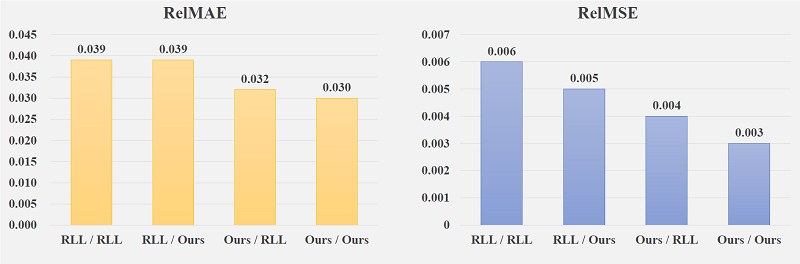 RelMAE
0.045
0.040
0.035
0.030
0.025
0.020
0.015
0.010
0.005
0.000
0.039
0.039
0.032
0.030
RLL / RLL
RLL / Ours
Ours / RLL
Ours / Ours
RelMSE
0.007
0.006
0.005
0.004
0.003
0.002
0.001
0
0.006
0.005
0.004
0.003
RLL / RLL
RLL / Ours
Ours / RLL
Ours / Ours